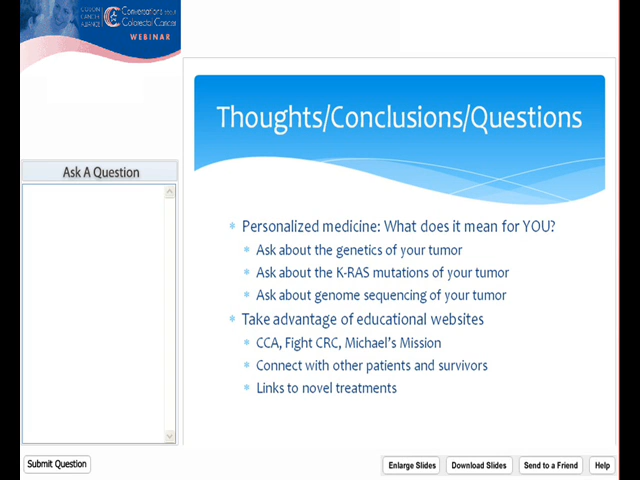 COLON
CANCER
ALLIANCE
Conversations about
Colorectal Cancer
WEBINAR
Thoughts/Conclusions/Questions
Ask A Question
Personalized medicine: What does it mean for YOU?
Ask about the genetics of your tumor
Ask about the K-RAS mutations of your tumor
Ask about genome sequencing of your tumor
Take advantage of educational websites
CCA, Fight CRC, Michael's Mission
Connect with other patients and survivors
Links to novel treatments
Submit Question
Enlarge Slides
Download Slides
Send to a Friend
Help